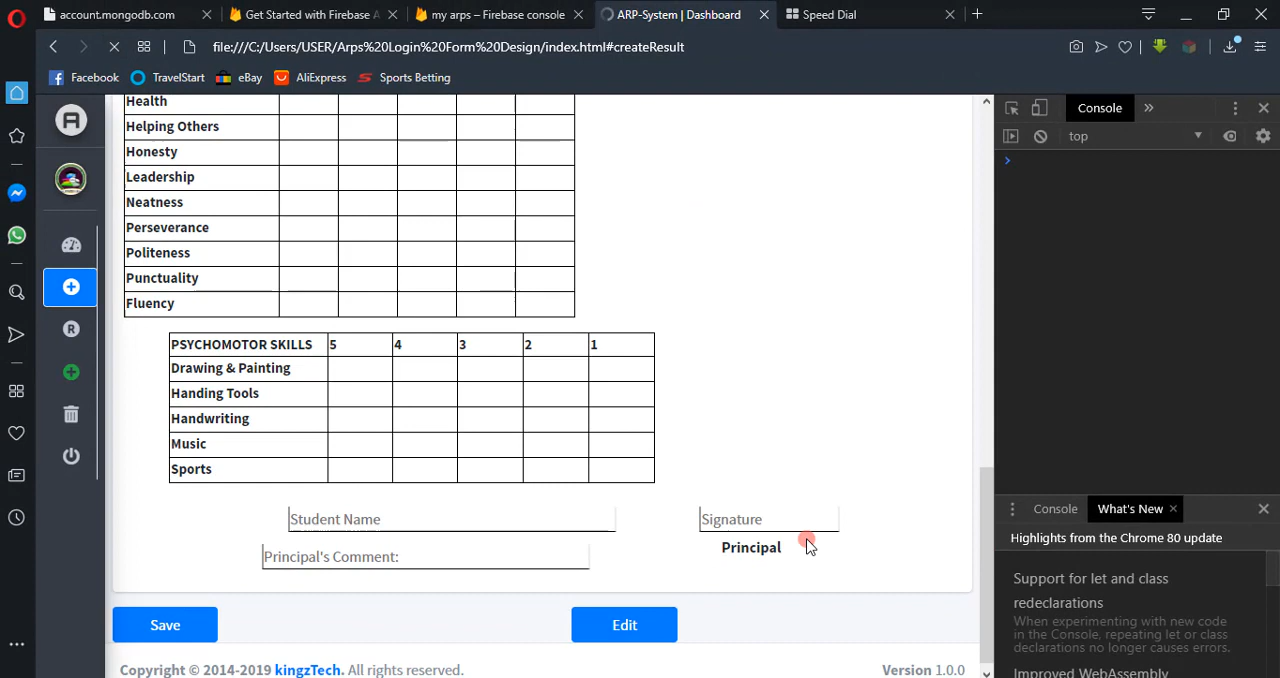 account.mongodb.com
Get Started with Firebase A
my arps – Firebase console
ARP-System | Dashboard
Speed Dial
file:///C:/Users/USER/Arps%20Login%20Form%20Design/index.html#createResult
Facebook TravelStart eBay AliExpress Sports Betting
Console
top
Health
Helping Others
Honesty
Leadership
Neatness
Perseverance
Politeness
Punctuality
Fluency
PSYCHOMOTOR SKILLS 5 4 3 2 1
Drawing & Painting
Handing Tools
Handwriting
Music
Sports
Student Name Signature
Principal
Principal's Comment:
Save Edit
Copyright © 2014-2019 kingzTech. All rights reserved. Version 1.0.0
Console What's New
Highlights from the Chrome 80 update
Support for let and class
redeclarations
When experimenting with new code
in the Console, repeating let or class
declarations no longer causes errors.
Improved WebAssembly